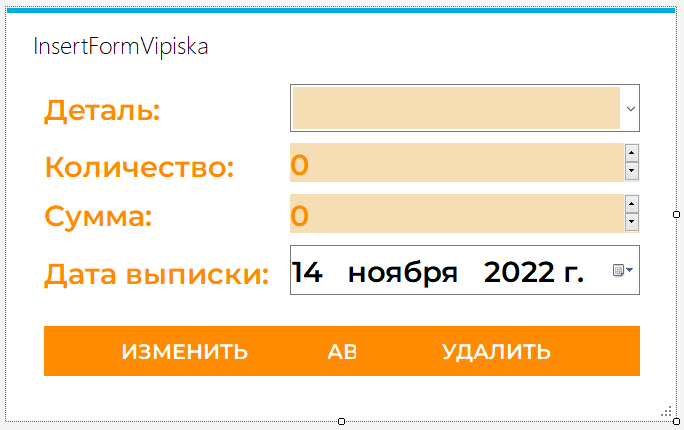 InsertFormVipiska
Деталь:
Количество: 0
Сумма: 0
Дата выписки: 14 ноября 2022 г.
ИЗМЕНИТЬ АВ УДАЛИТЬ